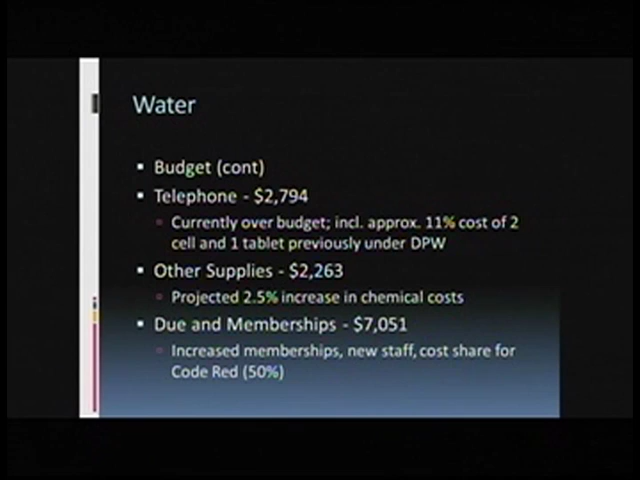 Water
Budget (cont)
Telephone - $2,794
Currently over budget; incl. approx. 11% cost of 2
cell and 1 tablet previously under DPW
Other Supplies - $2,263
Projected 2.5% increase in chemical costs
Due and Memberships - $7,051
Increased memberships, new staff, cost share for
Code Red (50%)